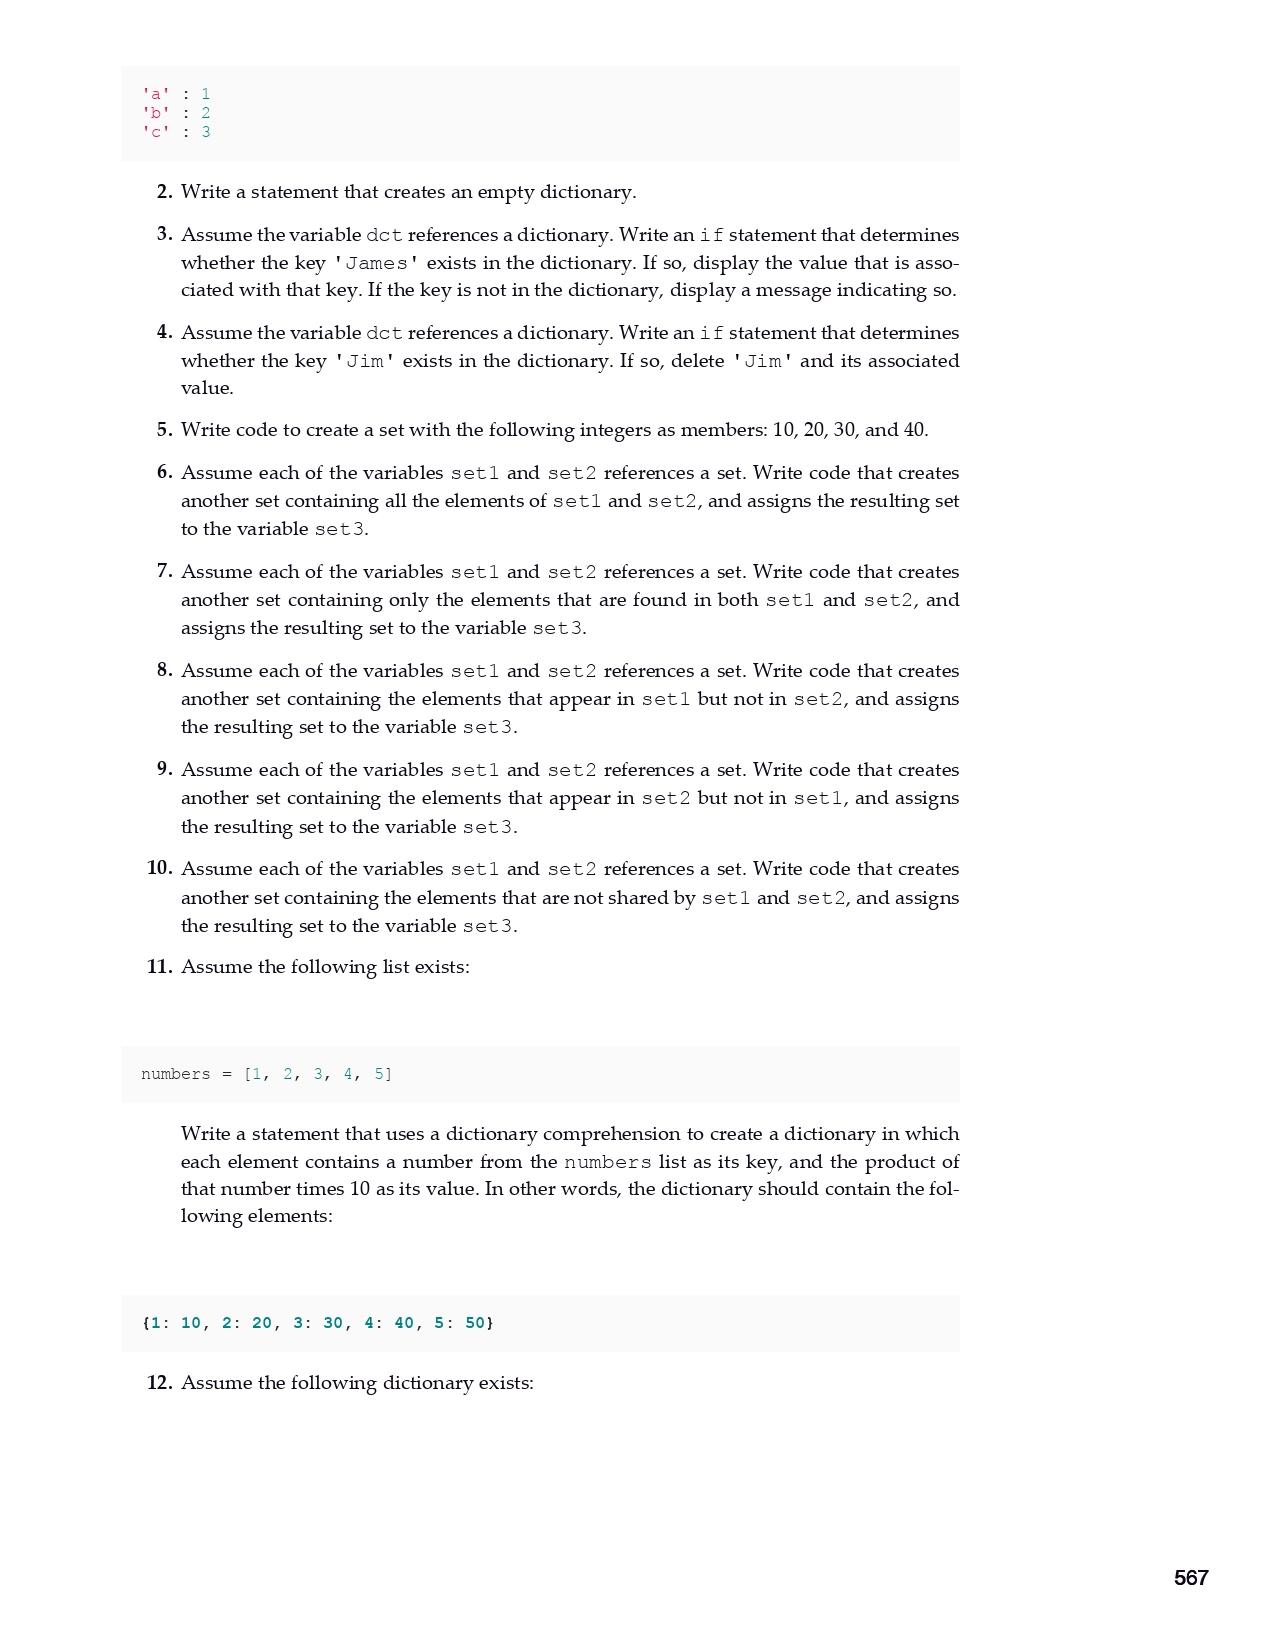 'a' : 1
'b' : 2
'c' : 3
2. Write a statement that creates an empty dictionary.
3. Assume the variable dct references a dictionary. Write an if statement that determines
whether the key 'James' exists in the dictionary. If so, display the value that is asso-
ciated with that key. If the key is not in the dictionary, display a message indicating so.
4. Assume the variable dct references a dictionary. Write an if statement that determines
whether the key 'Jim' exists in the dictionary. If so, delete 'Jim' and its associated
value.
5. Write code to create a set with the following integers as members: 10, 20, 30, and 40.
6. Assume each of the variables set1 and set2 references a set. Write code that creates
another set containing all the elements of set1 and set2, and assigns the resulting set
to the variable set3.
7. Assume each of the variables set1 and set2 references a set. Write code that creates
another set containing only the elements that are found in both set1 and set2, and
assigns the resulting set to the variable set3.
8. Assume each of the variables set1 and set2 references a set. Write code that creates
another set containing the elements that appear in set1 but not in set2, and assigns
the resulting set to the variable set3.
9. Assume each of the variables set1 and set2 references a set. Write code that creates
another set containing the elements that appear in set2 but not in set1, and assigns
the resulting set to the variable set3.
10. Assume each of the variables set1 and set2 references a set. Write code that creates
another set containing the elements that are not shared by set1 and set2, and assigns
the resulting set to the variable set3.
11. Assume the following list exists:
numbers = [1, 2, 3, 4, 5]
Write a statement that uses a dictionary comprehension to create a dictionary in which
each element contains a number from the numbers list as its key, and the product of
that number times 10 as its value. In other words, the dictionary should contain the fol-
lowing elements:
{1: 10, 2: 20, 3: 30, 4: 40, 5: 50}
12. Assume the following dictionary exists:
567